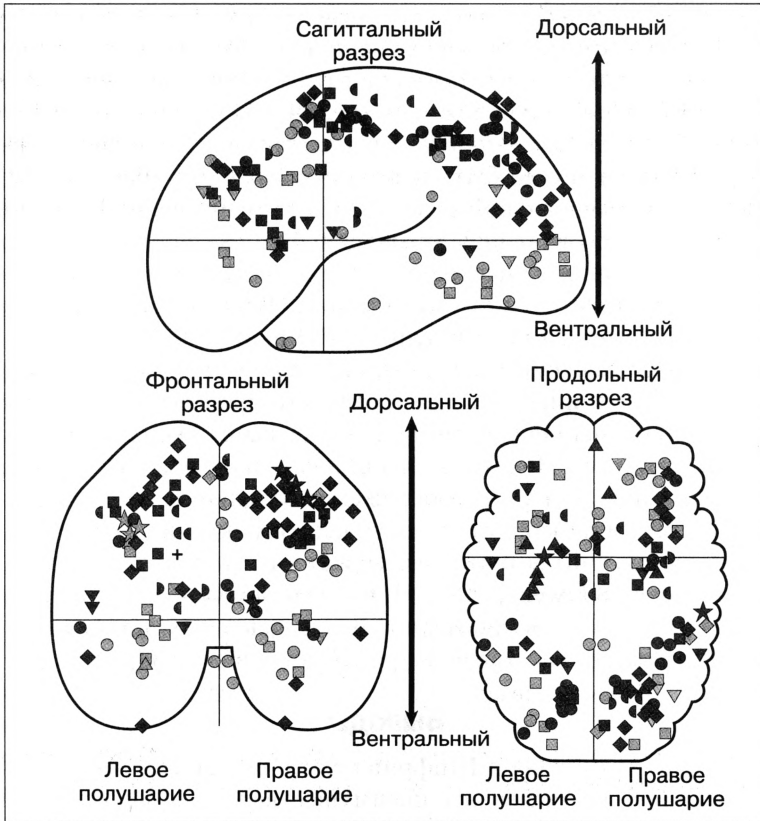 Сагиттальный
разрез
Дорсальный
Вентральный
Фронтальный
разрез
Дорсальный
Продольный
разрез
Вентральный
Левое
полушарие
Правое
полушарие
Левое
полушарие
Правое
полушарие